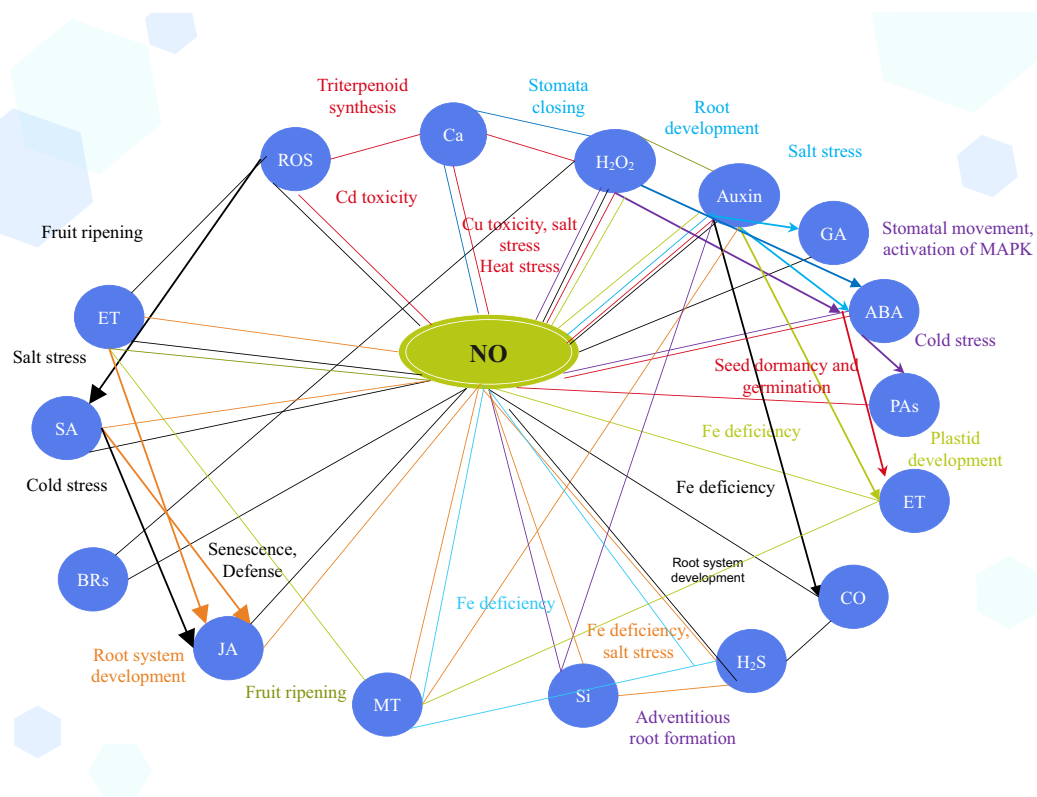 Triterpenoid
synthesis
Stomata
closing
Root
development
Salt stress
Ca
ROS
H₂O₂
Auxin
GA
Cd toxicity
Cu toxicity, salt
stress
Heat stress
Stomatal movement,
activation of MAPK
Fruit ripening
ET
ABA
Cold stress
NO
Salt stress
Seed dormancy and
germination
PAs
SA
Fe deficiency
Plastid
development
Cold stress
Fe deficiency
ET
BRs
Senescence,
Defense
Root system
development
CO
Fe deficiency
JA
Root system
development
Fe deficiency,
salt stress
H₂S
Fruit ripening
MT
Si
Adventitious
root formation